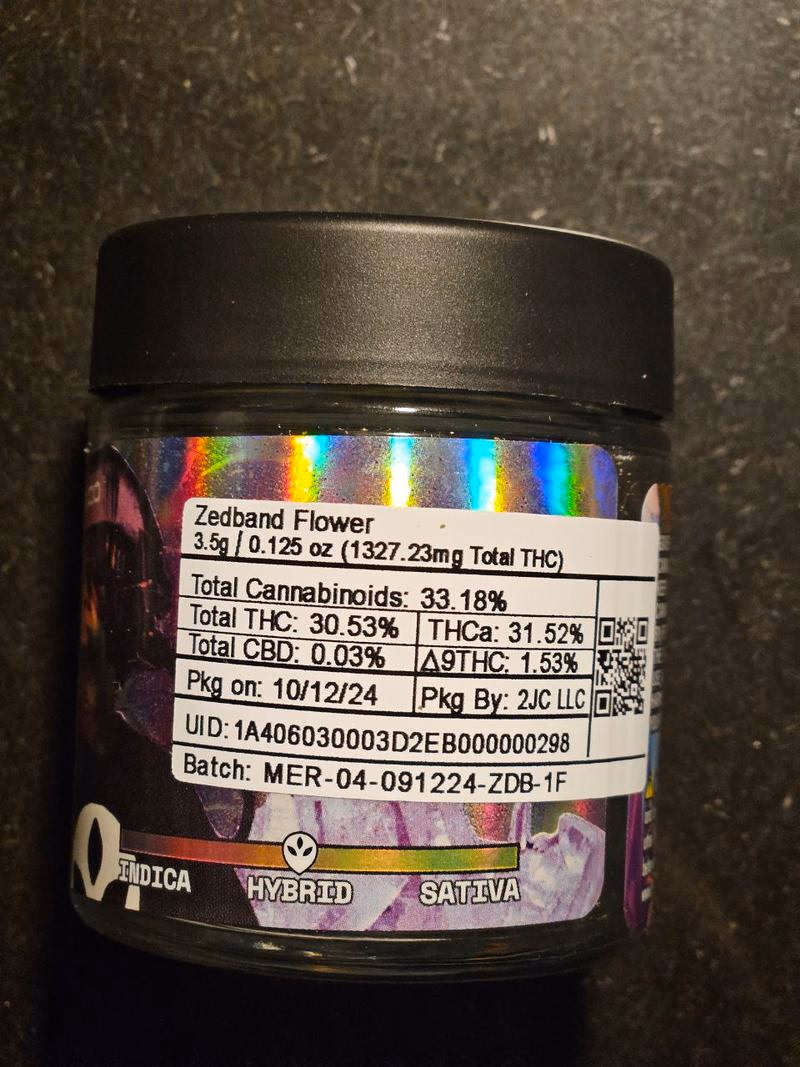 Zedband Flower
3.5g / 0.125 oz (1327.23mg Total THC)
Total Cannabinoids: 33.18%
Total THC: 30.53% THCa: 31.52%
Total CBD: 0.03% Δ9THC: 1.53%
Pkg on: 10/12/24 Pkg By: 2JC LLC
UID: 1A406030003D2EB000000298
Batch: MER-04-091224-ZDB-1F
INDICA HYBRID SATIVA